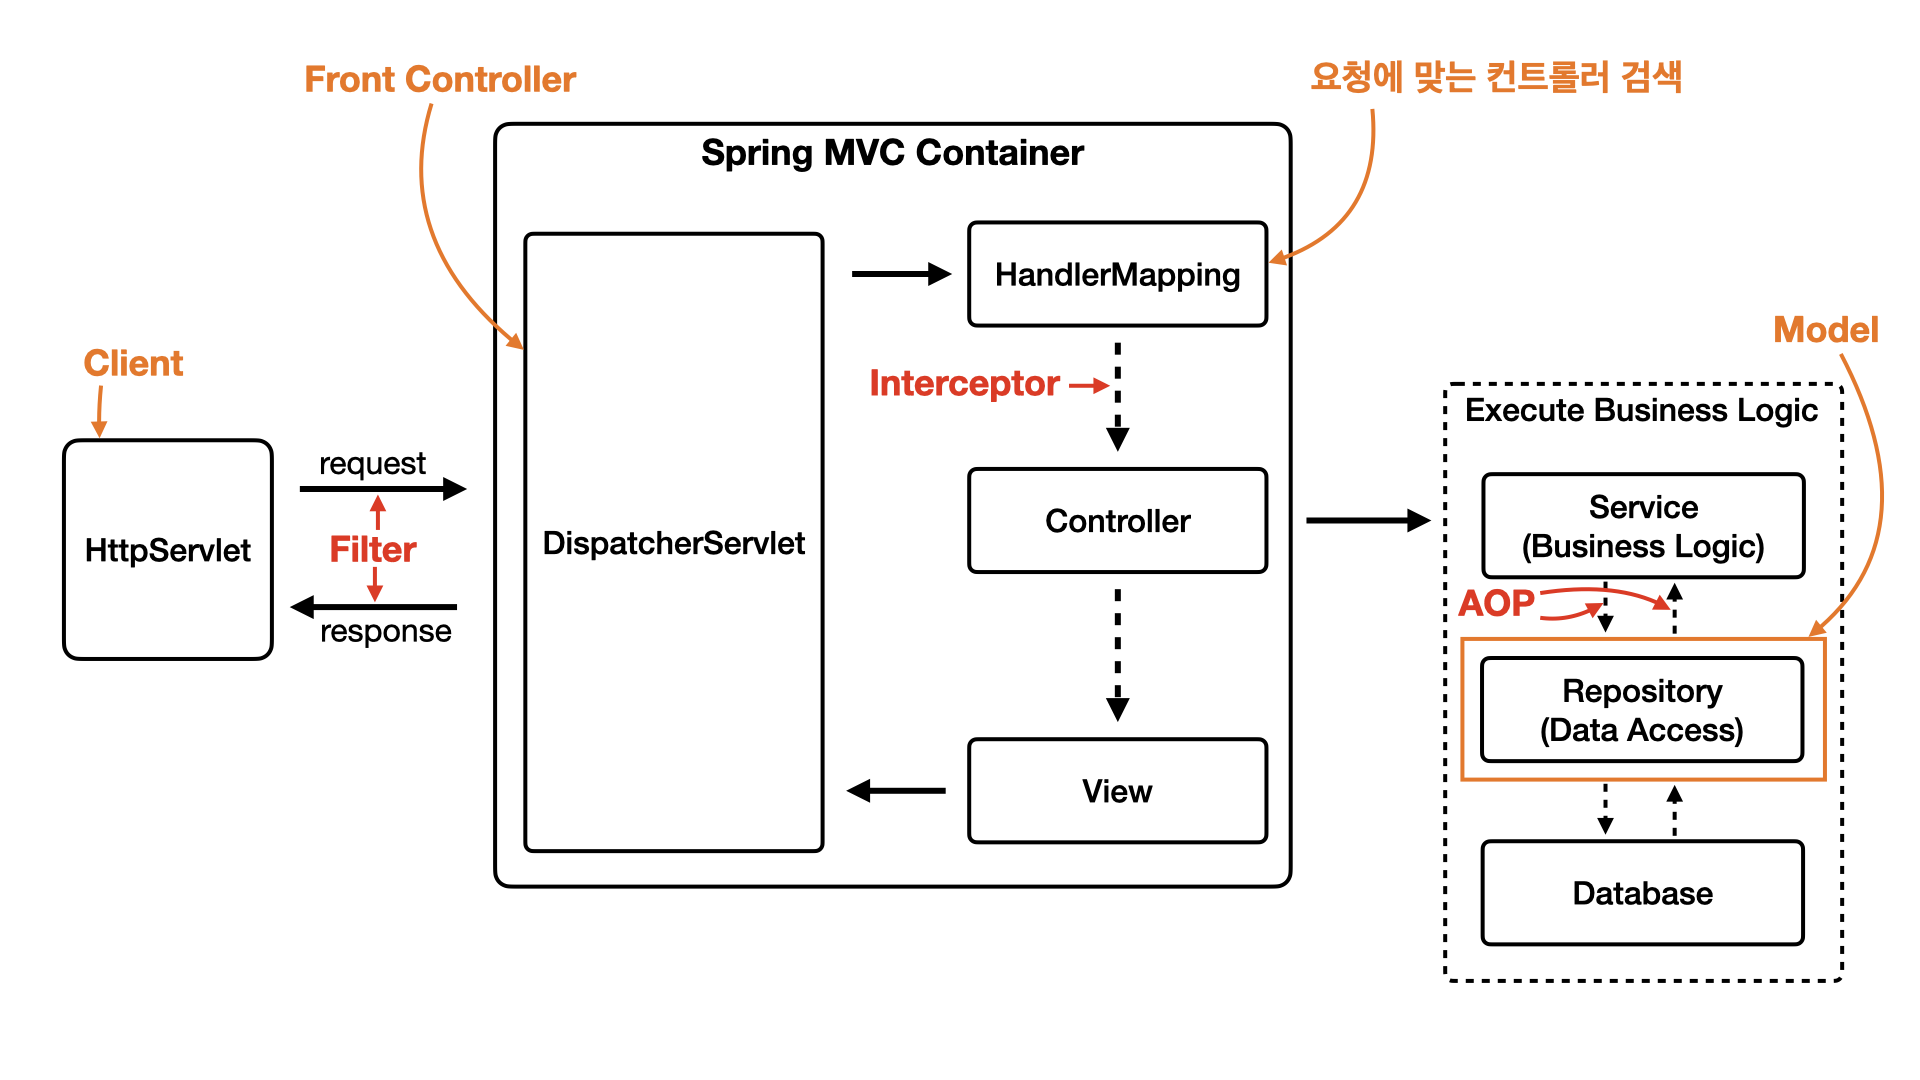 Front Controller
요청에 맞는 컨트롤러 검색
Spring MVC Container
HandlerMapping
Client
Interceptor
Model
Execute Business Logic
request
HttpServlet
Filter
response
DispatcherServlet
Controller
Service
(Business Logic)
AOP
Repository
(Data Access)
View
Database